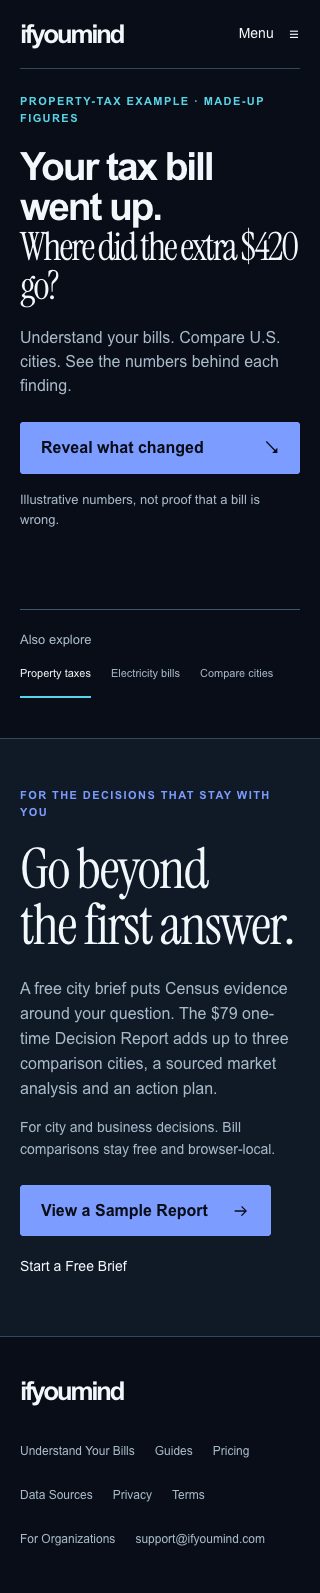 ifyoumind
Menu ≡
PROPERTY-TAX EXAMPLE · MADE-UP
FIGURES
Your tax bill
went up.
Where did the extra $420
go?
Understand your bills. Compare U.S.
cities. See the numbers behind each
finding.
Reveal what changed ↘
Illustrative numbers, not proof that a bill is
wrong.
Also explore
Property taxes Electricity bills Compare cities
FOR THE DECISIONS THAT STAY WITH
YOU
Go beyond
the first answer.
A free city brief puts Census evidence
around your question. The $79 one-
time Decision Report adds up to three
comparison cities, a sourced market
analysis and an action plan.
For city and business decisions. Bill
comparisons stay free and browser-local.
View a Sample Report →
Start a Free Brief
ifyoumind
Understand Your Bills Guides Pricing
Data Sources Privacy Terms
For Organizations support@ifyoumind.com